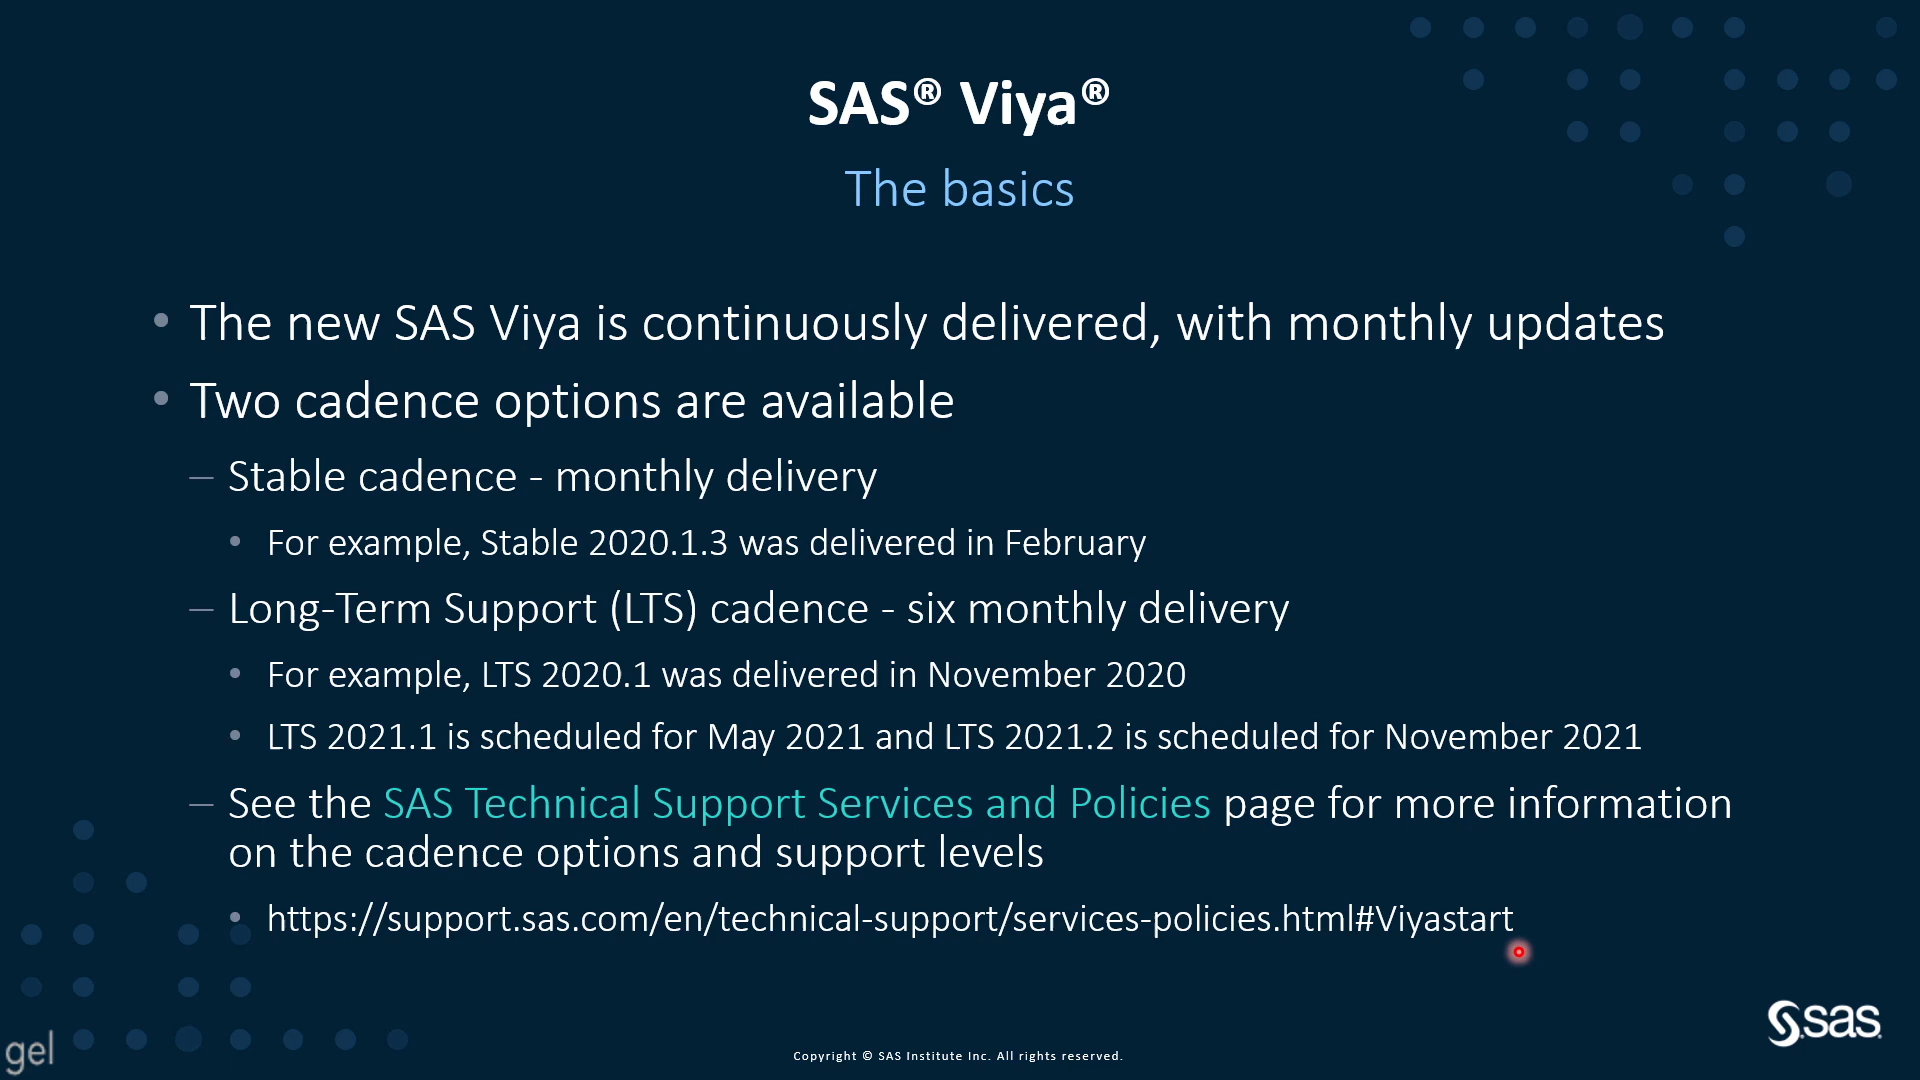 SAS® Viya®
The basics
• The new SAS Viya is continuously delivered, with monthly updates
• Two cadence options are available
– Stable cadence - monthly delivery
• For example, Stable 2020.1.3 was delivered in February
– Long-Term Support (LTS) cadence - six monthly delivery
• For example, LTS 2020.1 was delivered in November 2020
• LTS 2021.1 is scheduled for May 2021 and LTS 2021.2 is scheduled for November 2021
– See the SAS Technical Support Services and Policies page for more information
on the cadence options and support levels
• https://support.sas.com/en/technical-support/services-policies.html#Viyastart
gel
Copyright © SAS Institute Inc. All rights reserved.
sas